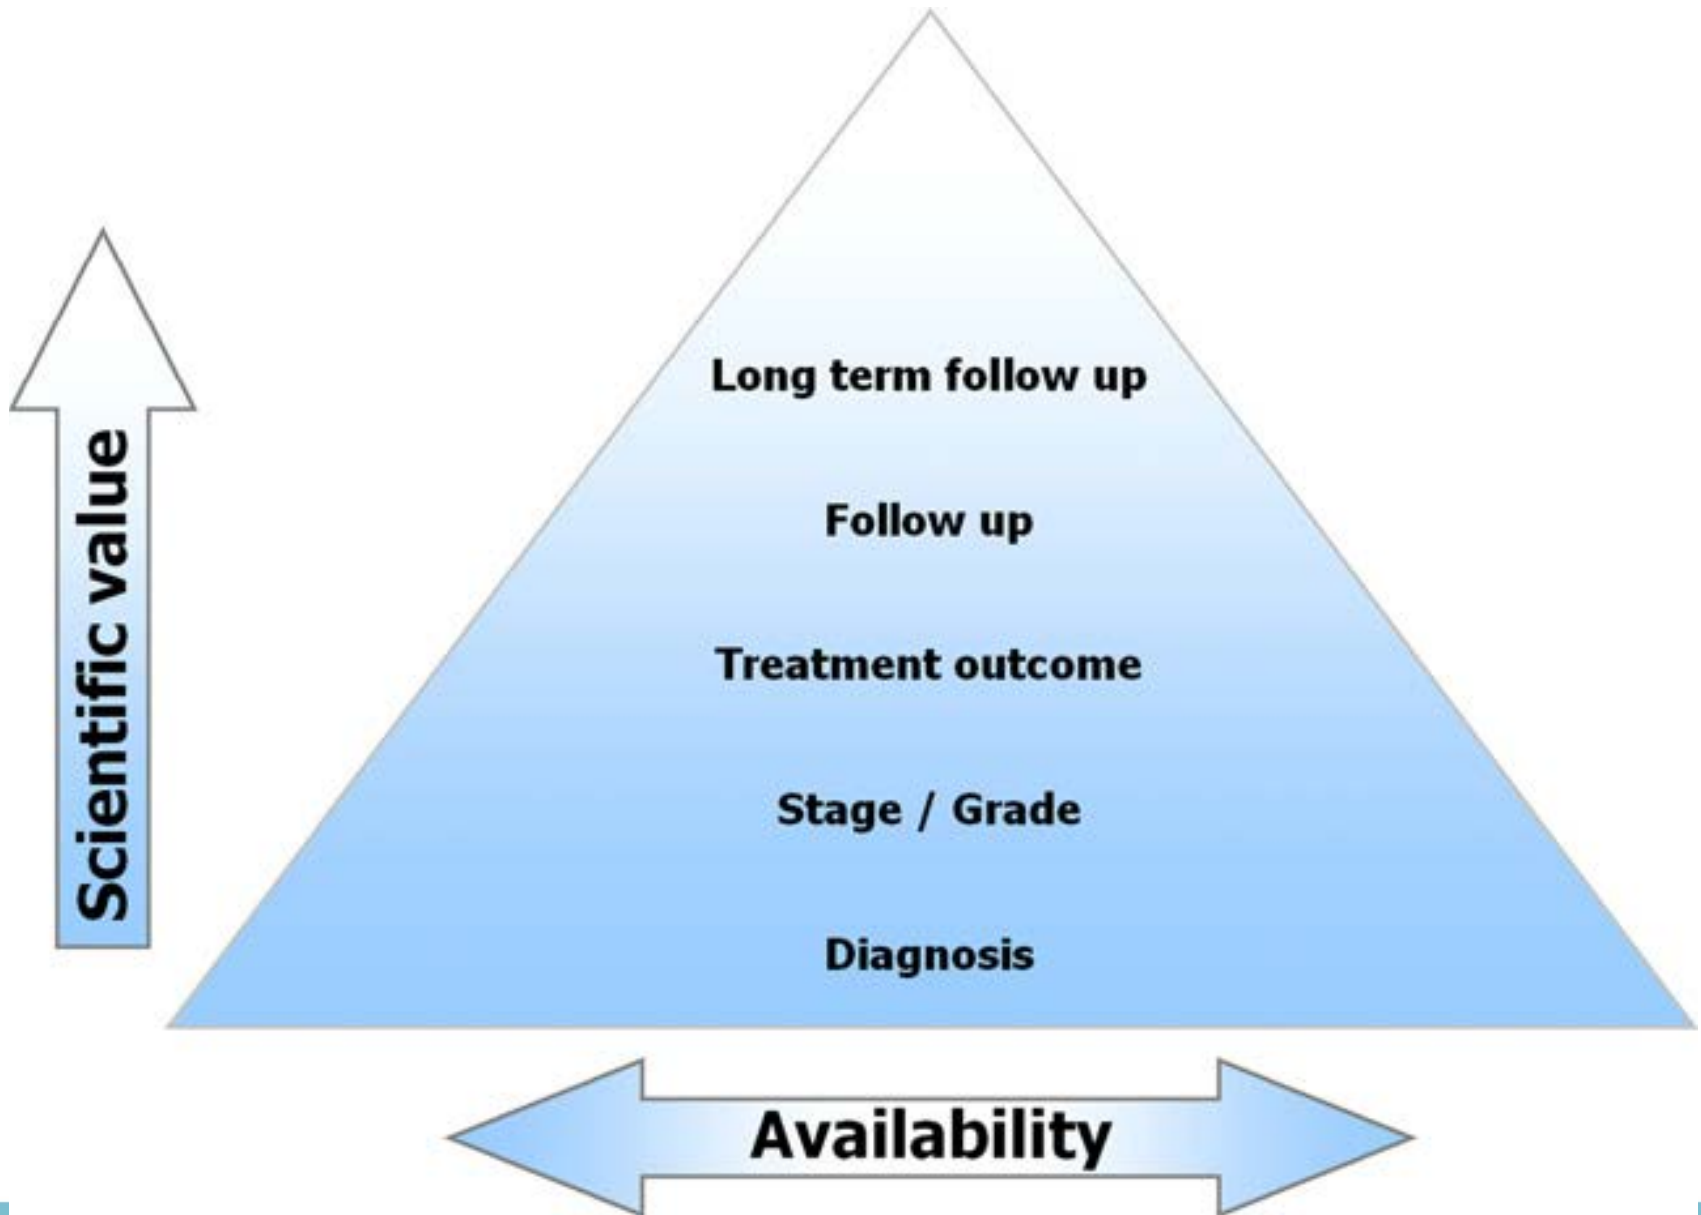 Long term follow up
Follow up
Treatment outcome
Stage / Grade
Diagnosis
Scientific value
Availability